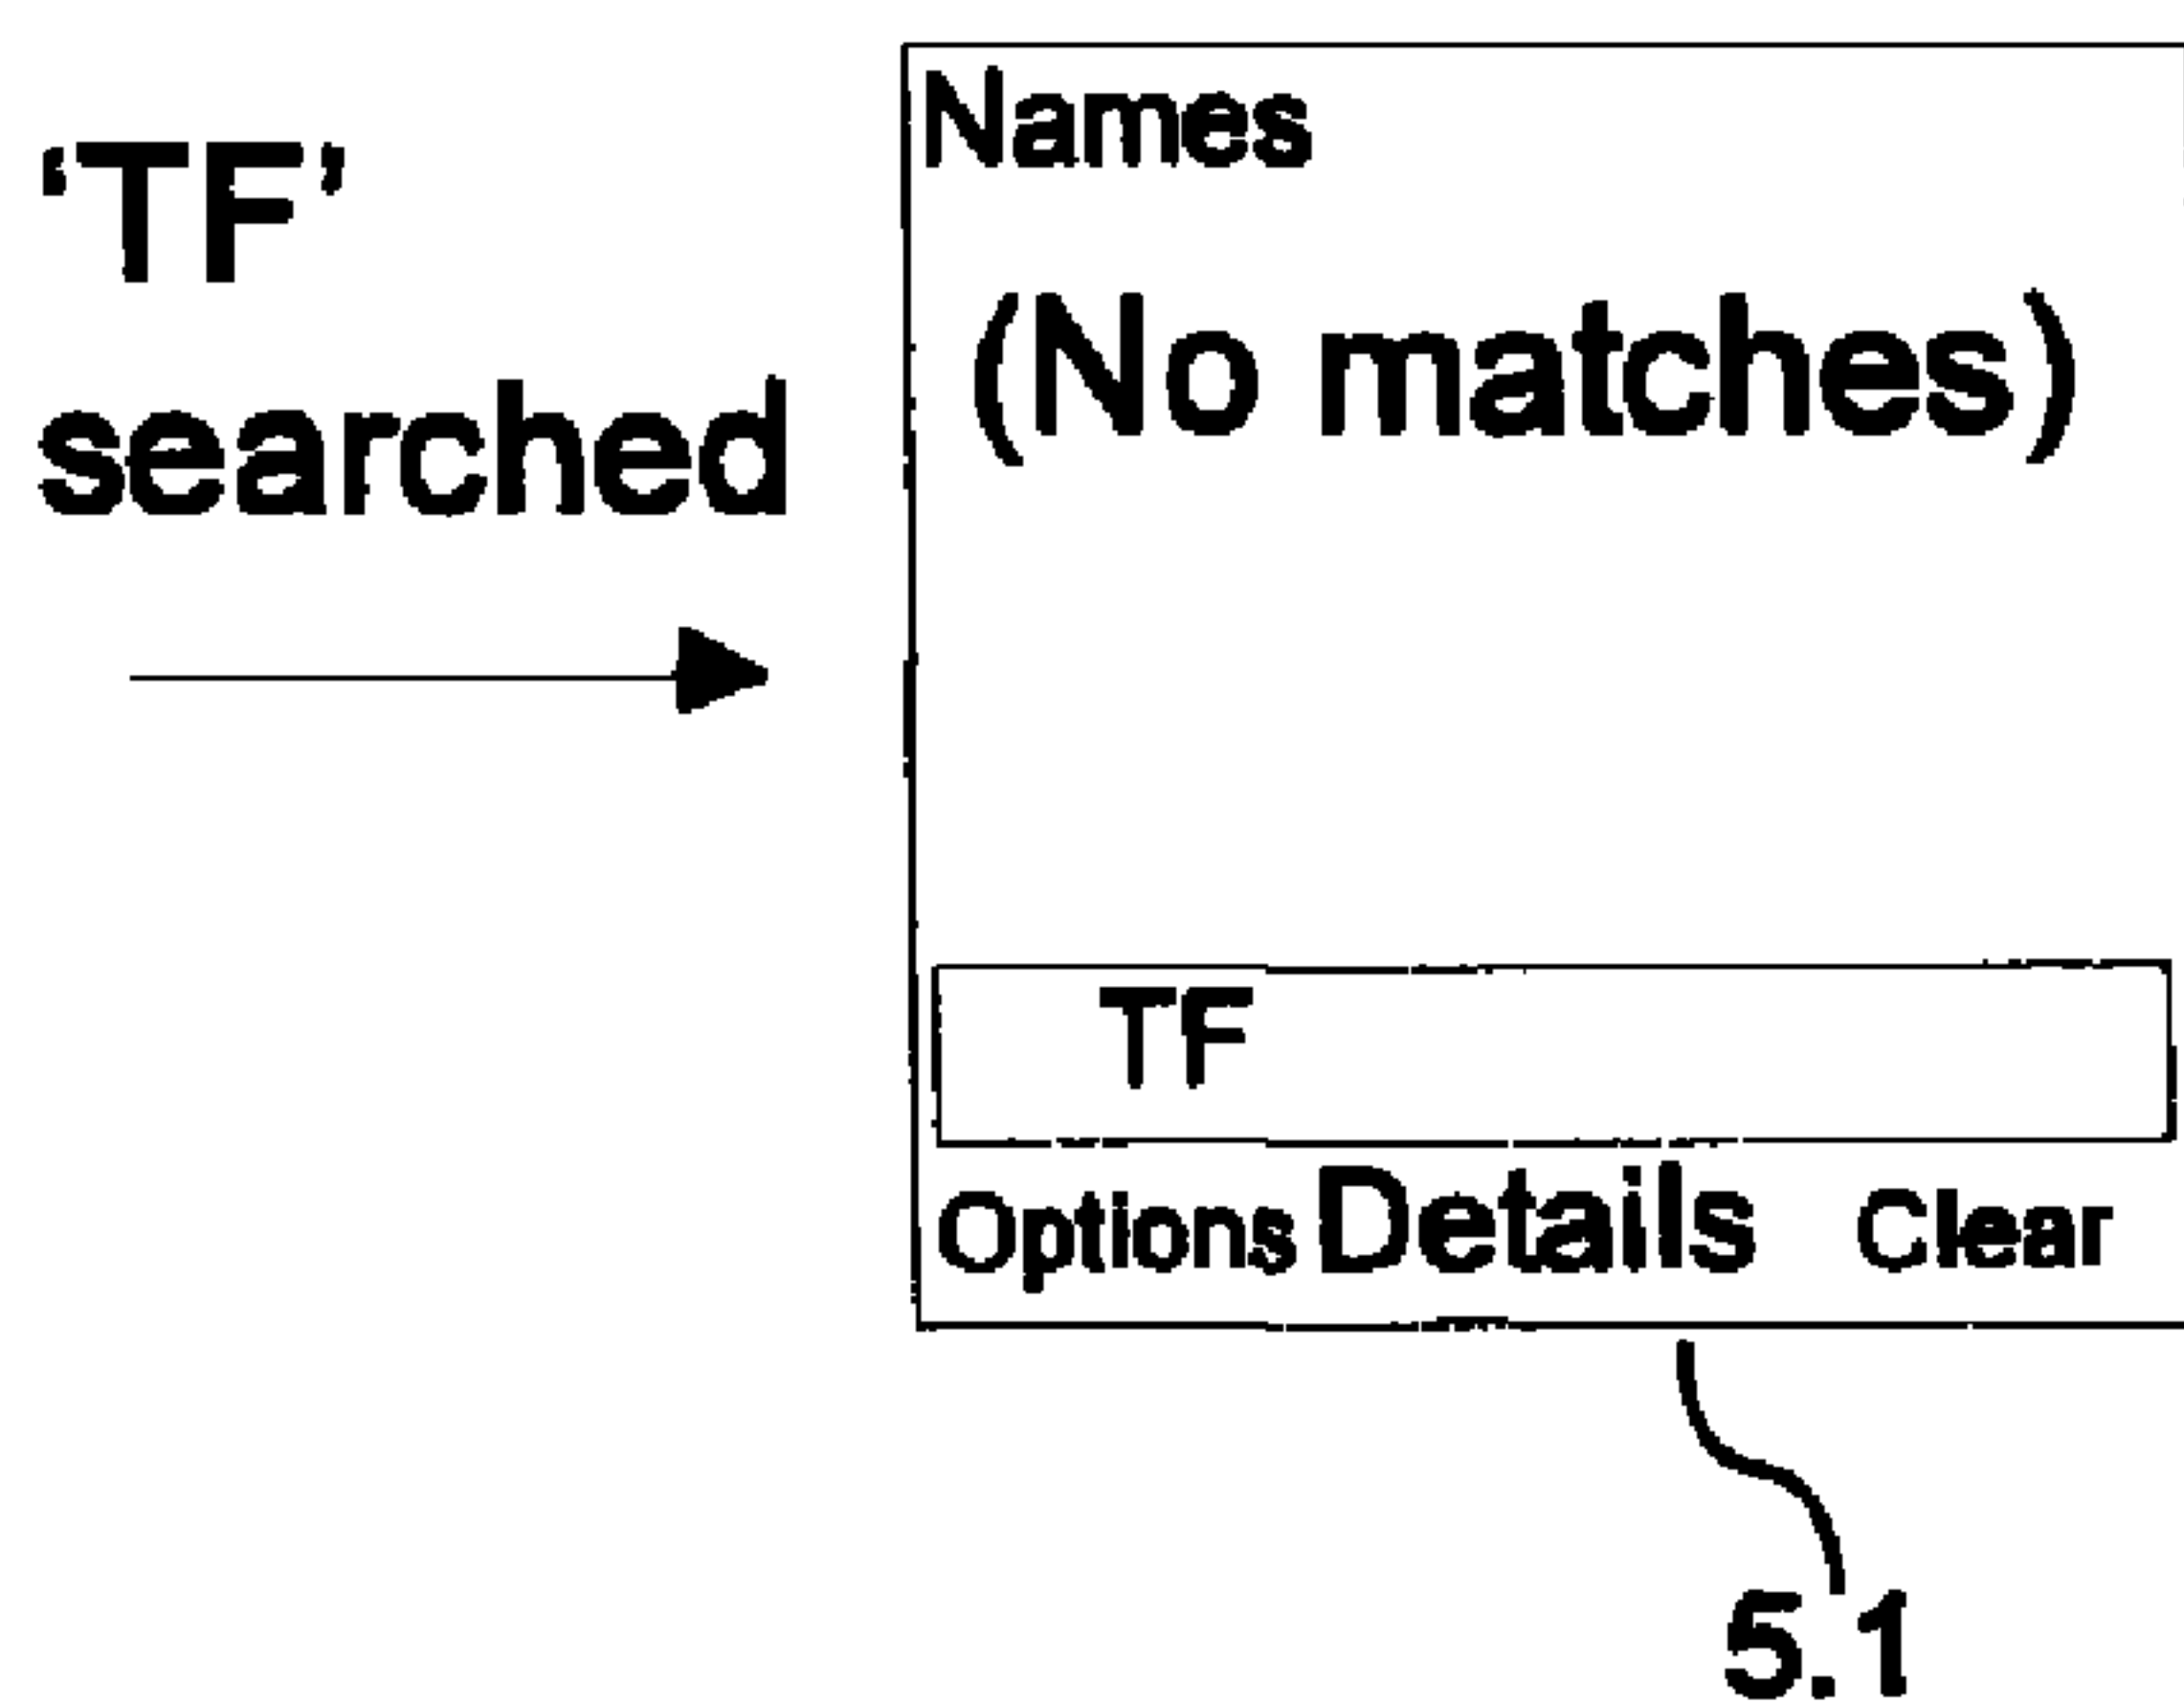 ‘TF’
searched
Names
(No matches)
TF
Options Details Clear
5.1